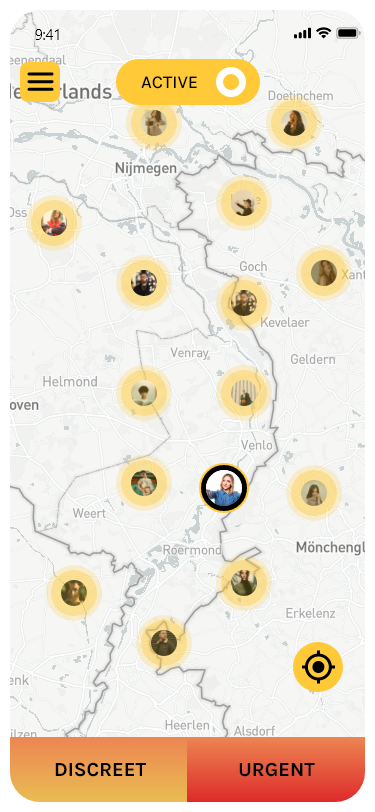 9:41
eenendaal
ACTIVE
Doetinchem
Nijmegen
Oss
Goch
Xant
Kevelaer
Venray
Geldern
Helmond
oven
Venlo
Weert
Roermond
Mönchengl
Erkelenz
enk
Heerlen
Alsdorf
ilzen
DISCREET
URGENT